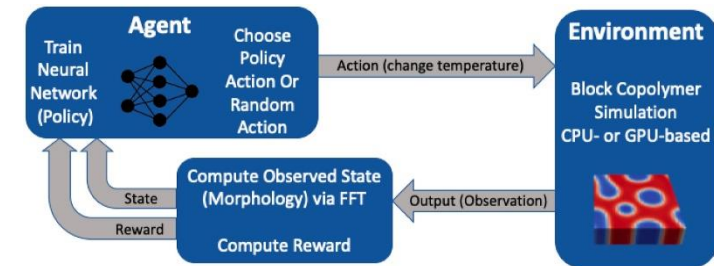 Agent
Train
Neural
Network
(Policy)
Choose
Policy
Action Or
Random
Action
Action (change temperature)
Environment
Block Copolymer
Simulation
CPU- or GPU-based
Output (Observation)
Compute Observed State
(Morphology) via FFT
Compute Reward
State
Reward